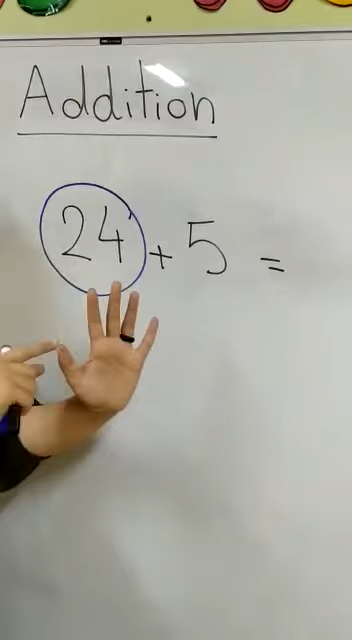 Addition
24 + 5 =